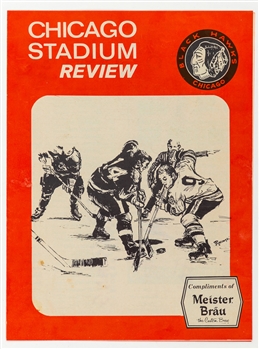 CHICAGO
STADIUM
REVIEW
BLACK HAWKS
CHICAGO
Compliments of
Meister
Bräu